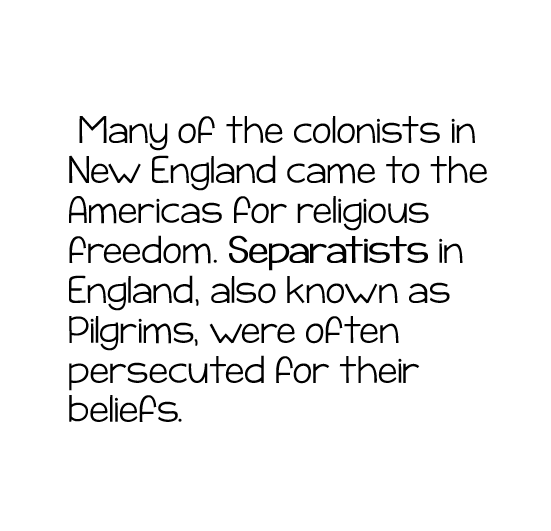 Many of the colonists in
New England came to the
Americas for religious
freedom. Separatists in
England, also known as
Pilgrims, were often
persecuted for their
beliefs.